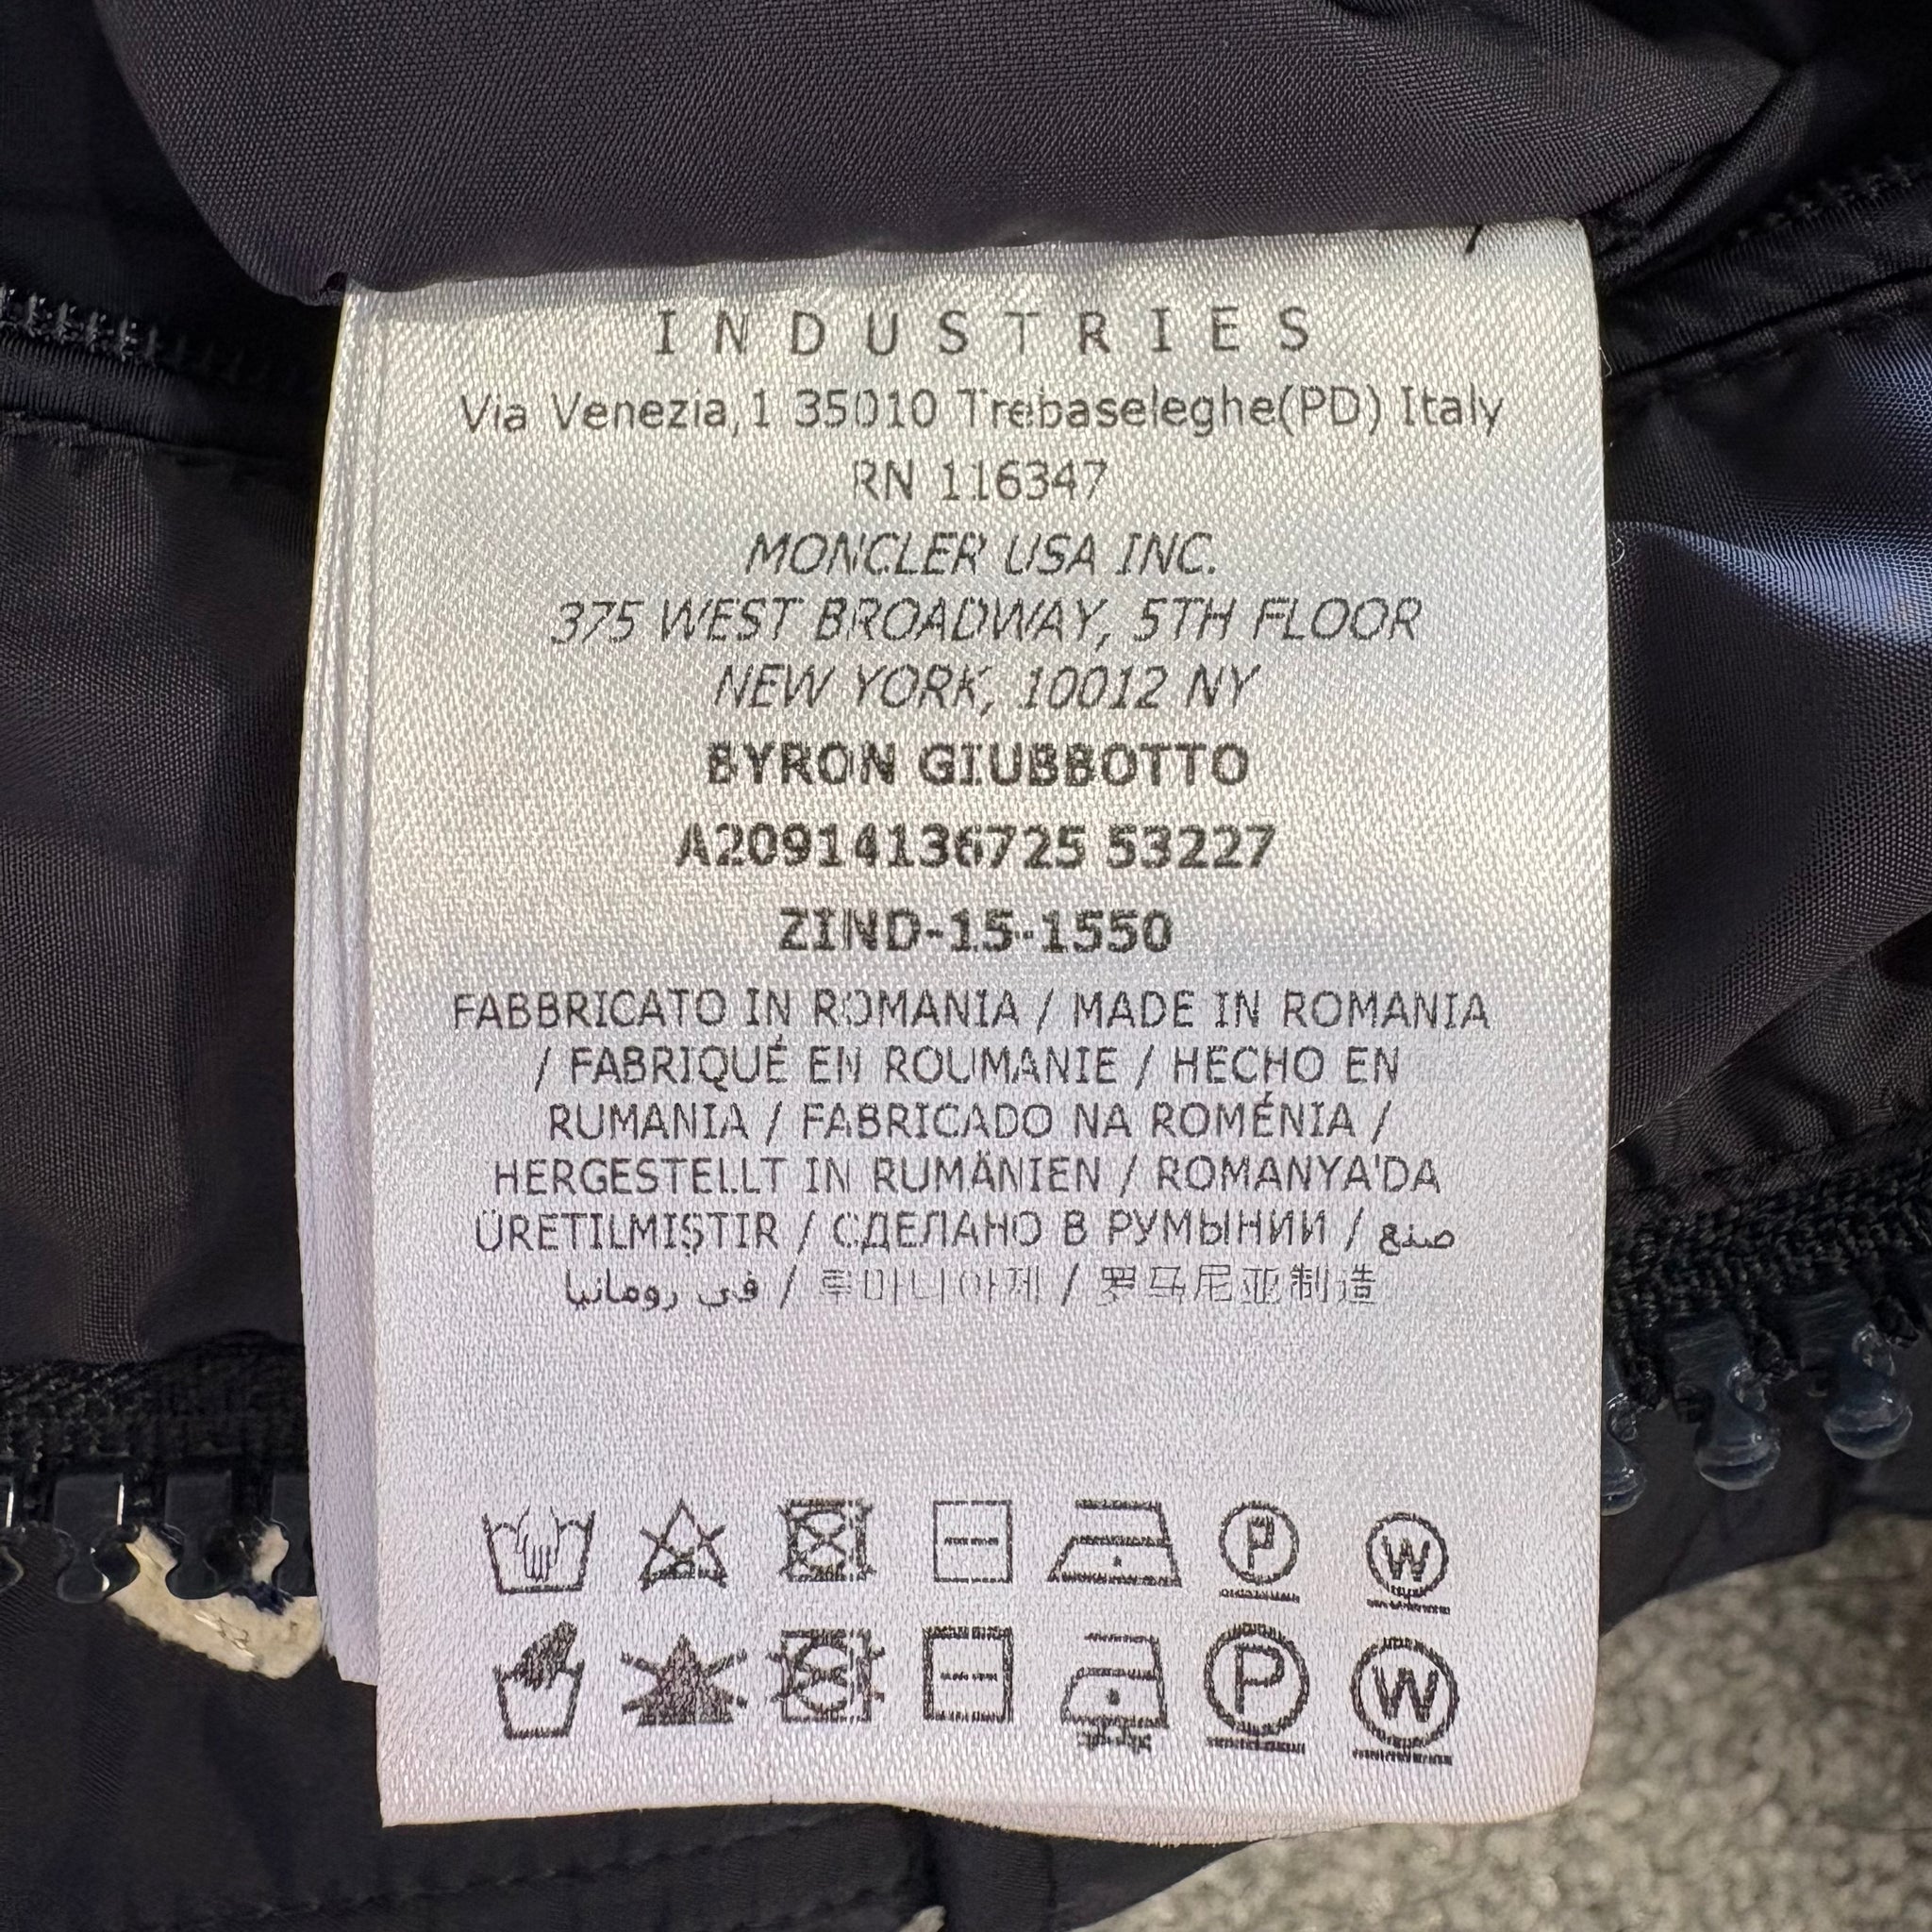 INDUSTRIES
Via Venezia,1 35010 Trebaseleghe(PD) Italy
RN 116347
MONCLER USA INC.
375 WEST BROADWAY, 5TH FLOOR
NEW YORK, 10012 NY
BYRON GIUBBOTTO
A20914136725 53227
ZIND-15-1550
FABBRICATO IN ROMANIA / MADE IN ROMANIA
/ FABRIQUÉ EN ROUMANIE / HECHO EN
RUMANIA / FABRICADO NA ROMÉNIA /
HERGESTELLT IN RUMÄNIEN / ROMANYA'DA
ÜRETILMIŞTIR / СДЕЛАНО В РУМЫНИИ / صنع
في رومانيا / 루마니아제 / 罗马尼亚制造
P W
P W